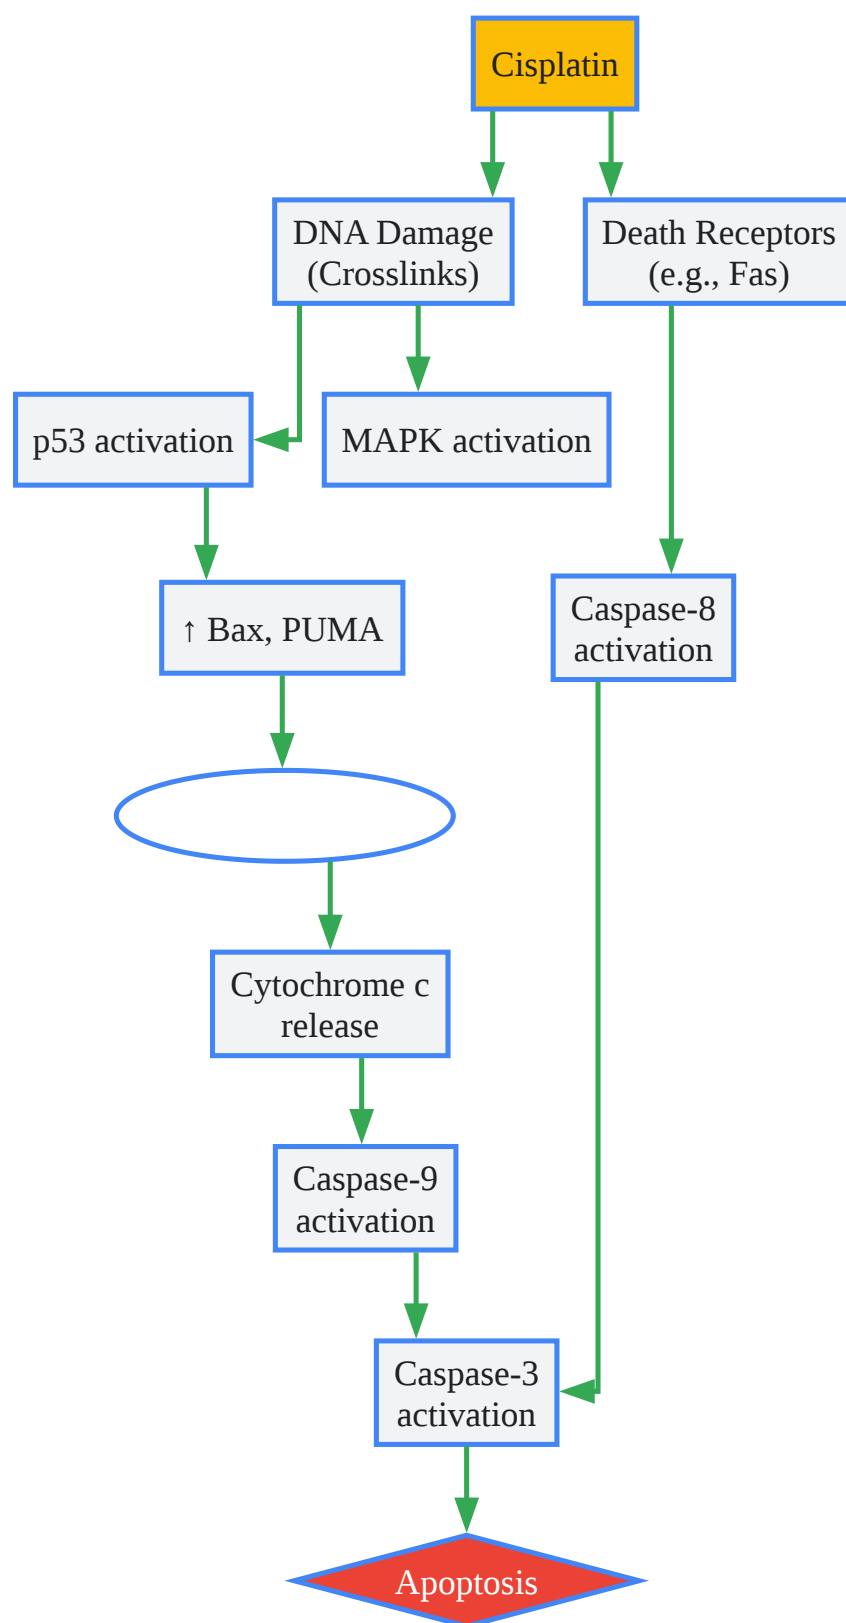 Cisplatin
DNA Damage
(Crosslinks)
Death Receptors
(e.g., Fas)
p53 activation
MAPK activation
↑ Bax, PUMA
Caspase-8
activation
Cytochrome c
release
Caspase-9
activation
Caspase-3
activation
Apoptosis